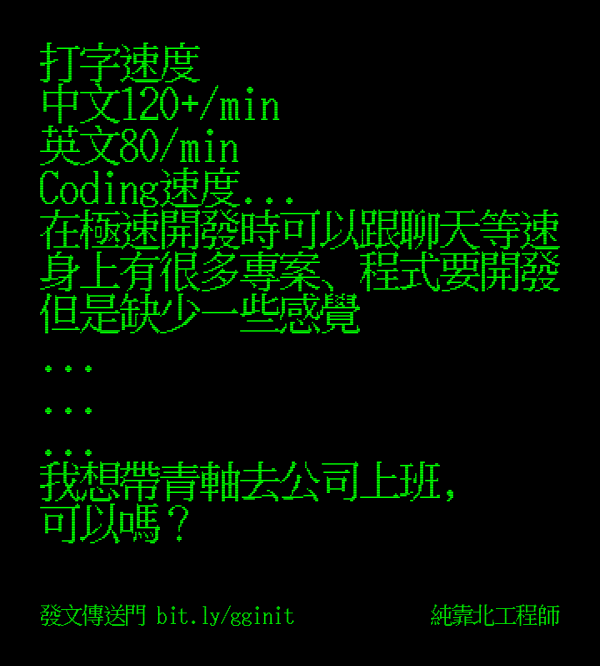 打字速度
中文120+/min
英文80/min
Coding速度...
在極速開發時可以跟聊天等速
身上有很多專案、程式要開發
但是缺少一些感覺
...
...
...
我想帶青軸去公司上班，
可以嗎？
發文傳送門 bit.ly/gginit
純靠北工程師